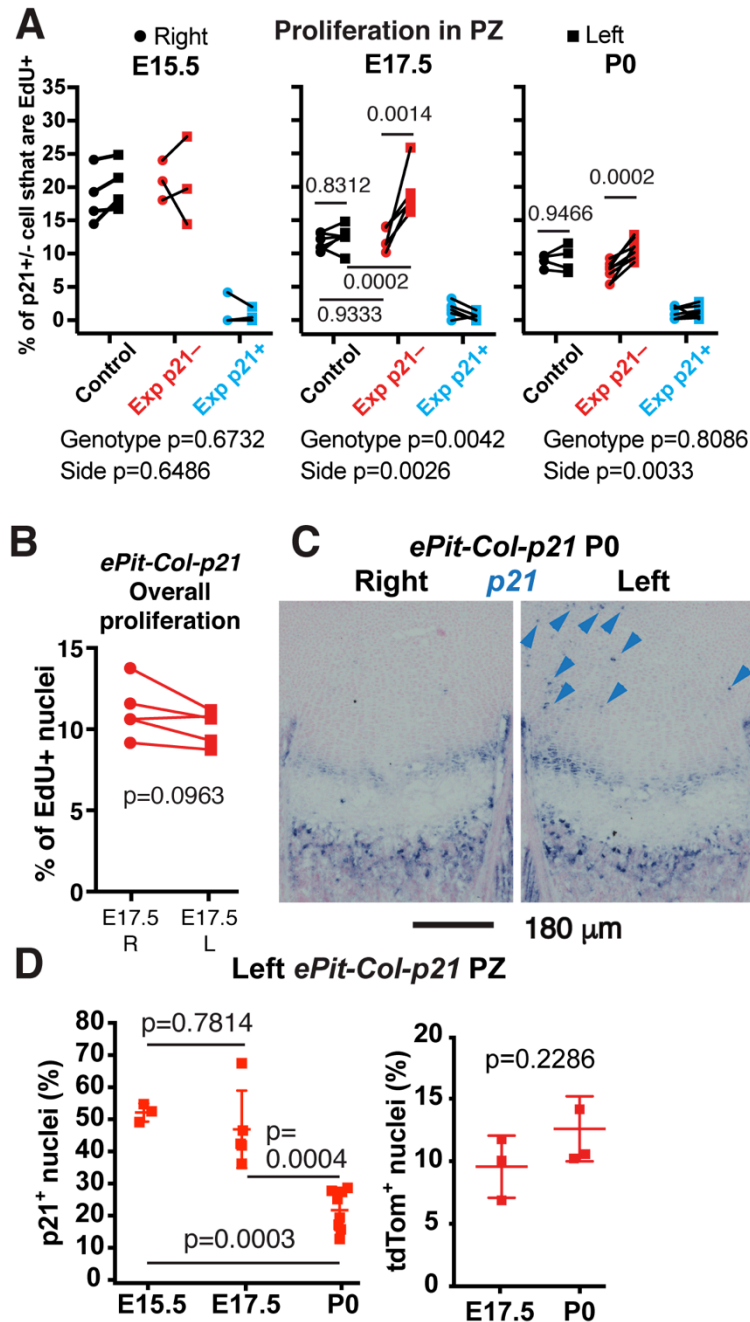 A
● Right
Proliferation in PZ
■ Left
E15.5
E17.5
P0
% of p21+/- cell sthat are EdU+
35
30
25
20
15
10
5
0
0.8312
0.0014
0.0002
0.9333
0.9466
0.0002
Control
Exp p21–
Exp p21+
Control
Exp p21–
Exp p21+
Control
Exp p21–
Exp p21+
Genotype p=0.6732
Side p=0.6486
Genotype p=0.0042
Side p=0.0026
Genotype p=0.8086
Side p=0.0033
B
ePit-Col-p21
Overall
proliferation
% of EdU+ nuclei
15
10
5
0
p=0.0963
E17.5
R
E17.5
L
C
ePit-Col-p21 P0
Right
p21
Left
180 μm
D
Left ePit-Col-p21 PZ
p21⁺ nuclei (%)
80
70
60
50
40
30
20
10
0
p=0.7814
p=
0.0004
p=0.0003
E15.5
E17.5
P0
tdTom⁺ nuclei (%)
20
15
10
5
0
p=0.2286
E17.5
P0